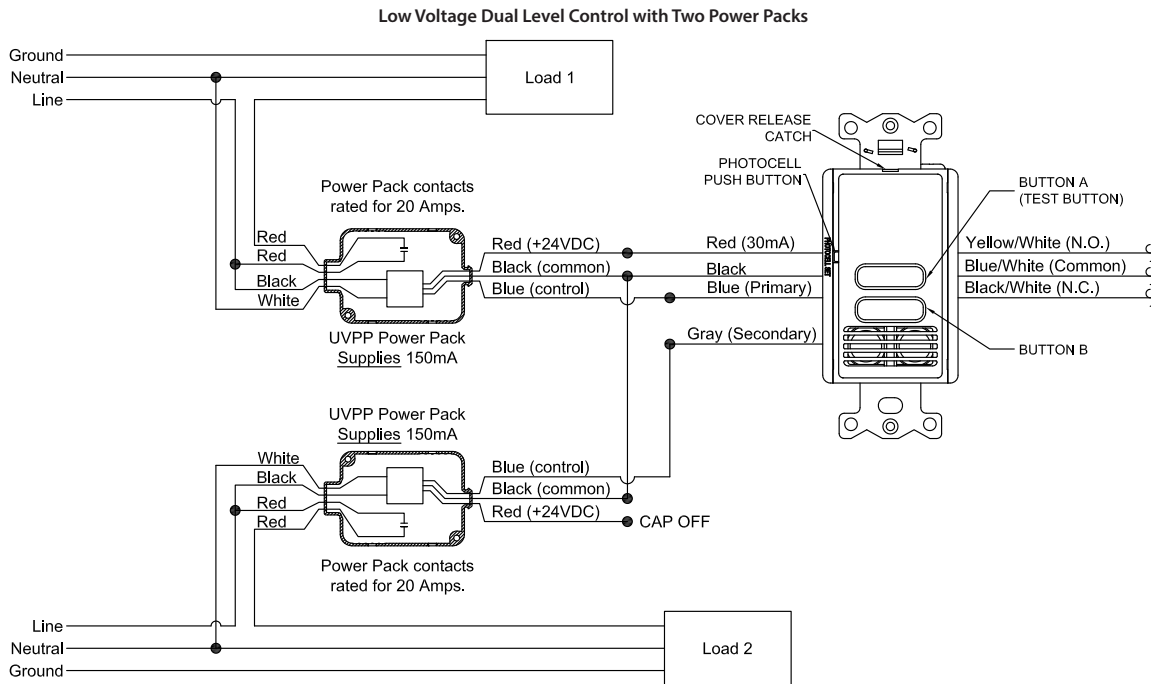 Low Voltage Dual Level Control with Two Power Packs
Ground
Neutral
Line
Load 1
COVER RELEASE
CATCH
PHOTOCELL
PUSH BUTTON
BUTTON A
(TEST BUTTON)
Power Pack contacts
rated for 20 Amps.
Red
Red
Black
White
Red (+24VDC)
Black (common)
Blue (control)
Red (30mA)
Black
Blue (Primary)
Gray (Secondary)
Yellow/White (N.O.)
Blue/White (Common)
Black/White (N.C.)
BUTTON B
UVPP Power Pack
Supplies 150mA
UVPP Power Pack
Supplies 150mA
White
Black
Red
Red
Blue (control)
Black (common)
Red (+24VDC)
CAP OFF
Power Pack contacts
rated for 20 Amps.
Line
Neutral
Ground
Load 2